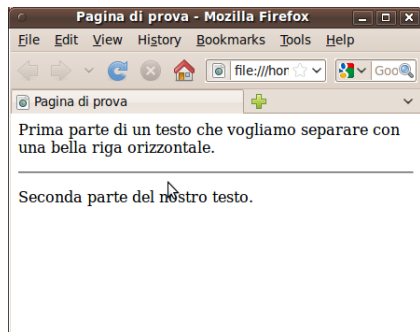 Pagina di prova - Mozilla Firefox
File Edit View History Bookmarks Tools Help
file:///hon Goo
Pagina di prova
Prima parte di un testo che vogliamo separare con
una bella riga orizzontale.
Seconda parte del nostro testo.